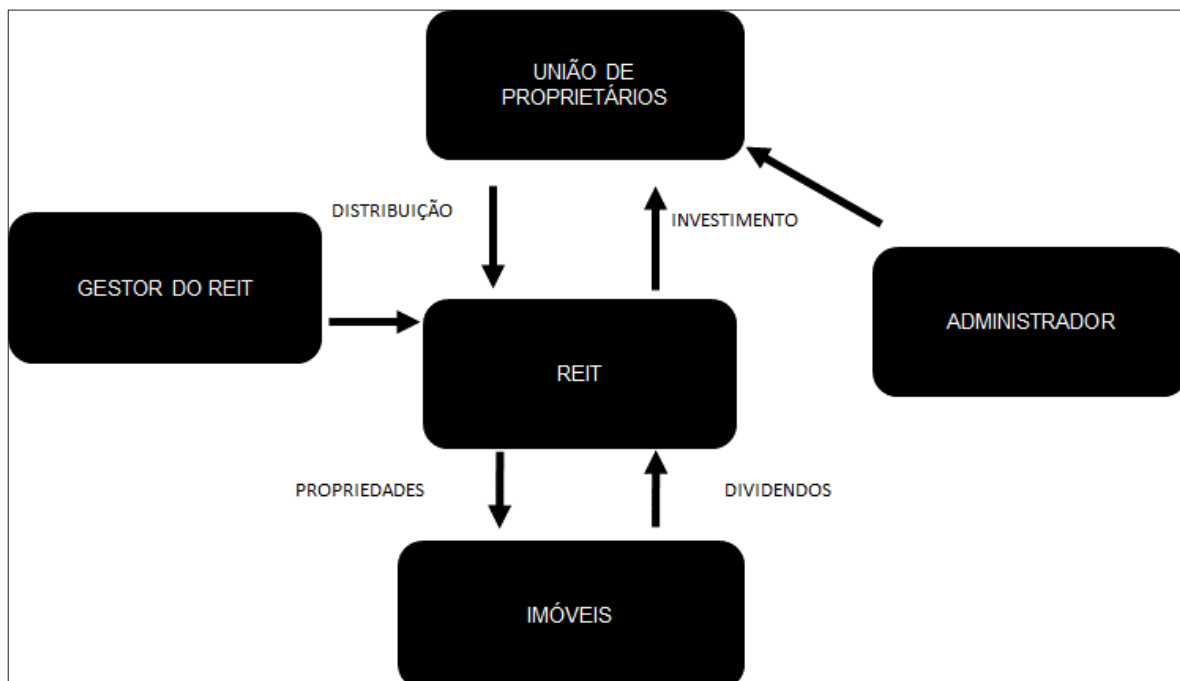 UNIÃO DE
PROPRIETÁRIOS
DISTRIBUIÇÃO
INVESTIMENTO
GESTOR DO REIT
ADMINISTRADOR
REIT
PROPRIEDADES
DIVIDENDOS
IMÓVEIS